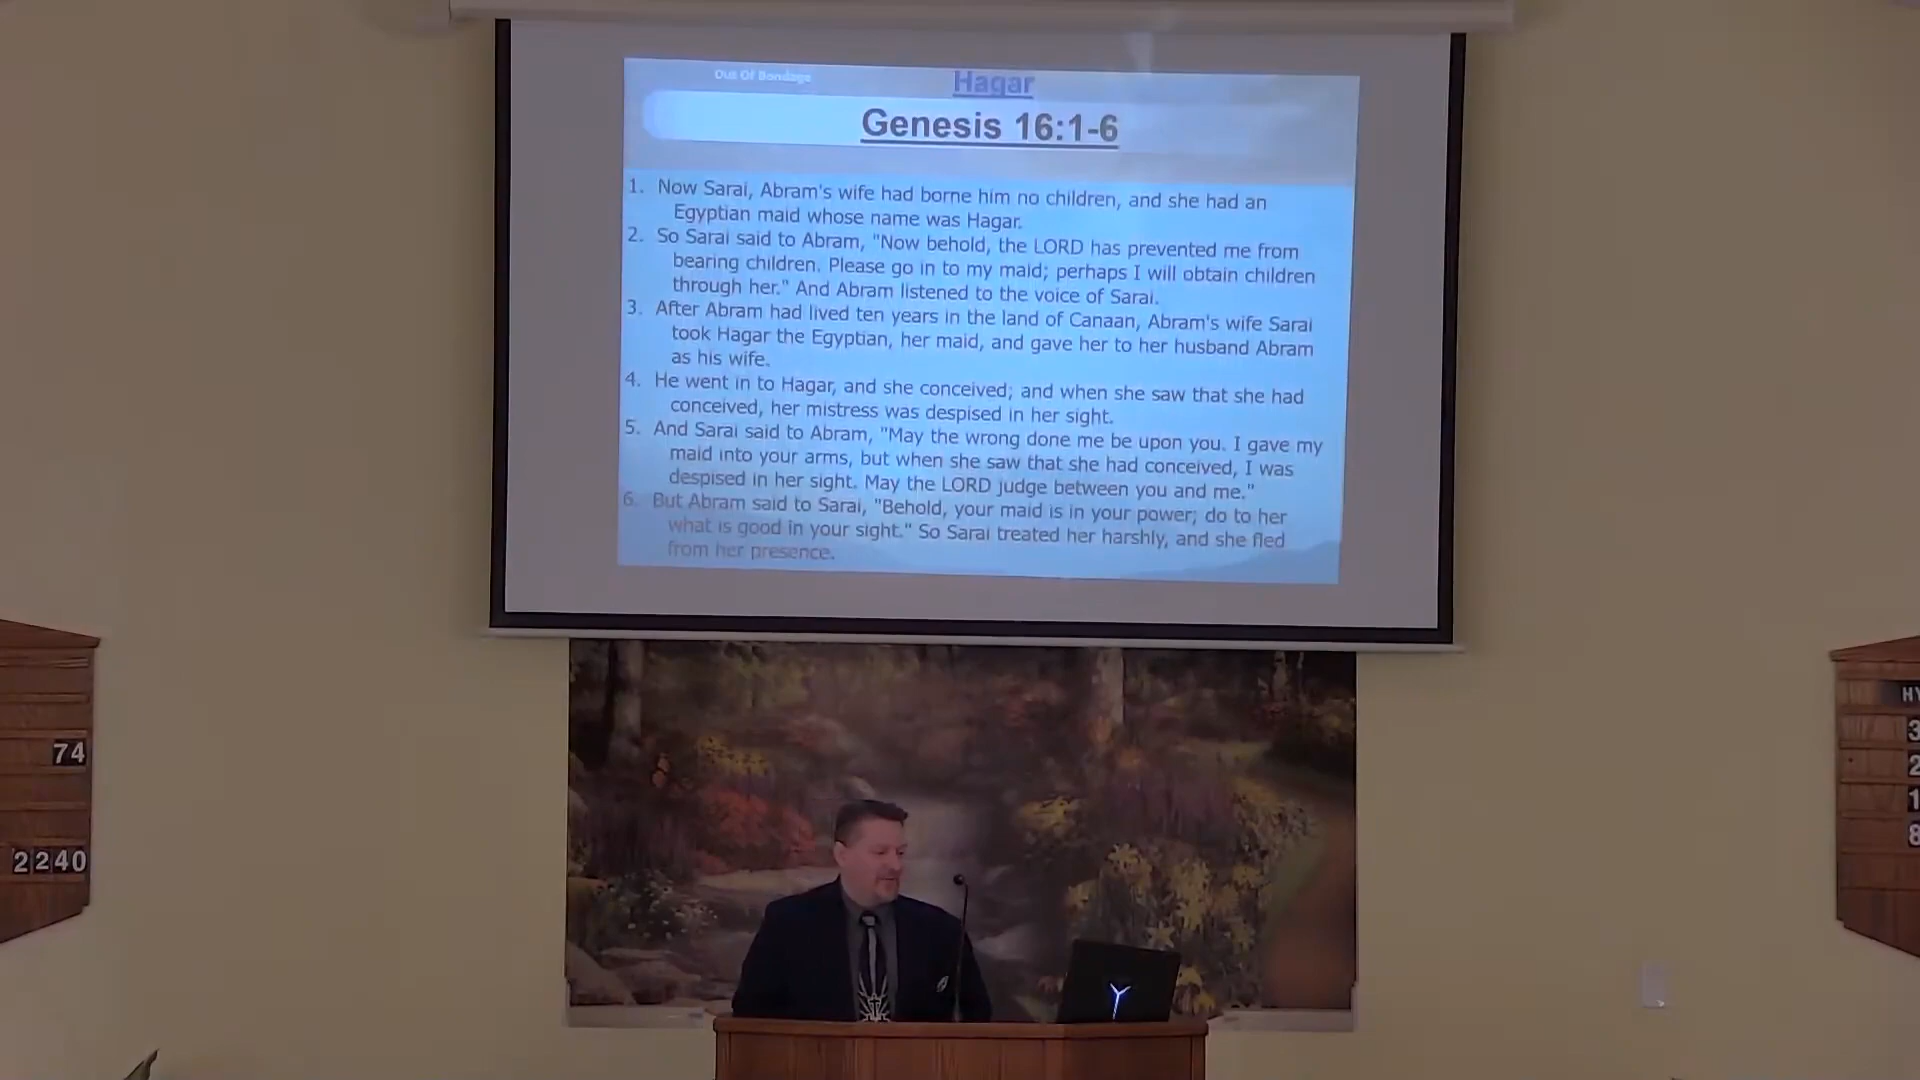 Out Of Bondage
Hagar
Genesis 16:1-6
1. Now Sarai, Abram's wife had borne him no children, and she had an
Egyptian maid whose name was Hagar.
2. So Sarai said to Abram, "Now behold, the LORD has prevented me from
bearing children. Please go in to my maid; perhaps I will obtain children
through her." And Abram listened to the voice of Sarai.
3. After Abram had lived ten years in the land of Canaan, Abram's wife Sarai
took Hagar the Egyptian, her maid, and gave her to her husband Abram
as his wife.
4. He went in to Hagar, and she conceived; and when she saw that she had
conceived, her mistress was despised in her sight.
5. And Sarai said to Abram, "May the wrong done me be upon you. I gave my
maid into your arms, but when she saw that she had conceived, I was
despised in her sight. May the LORD judge between you and me."
6. But Abram said to Sarai, "Behold, your maid is in your power; do to her
what is good in your sight." So Sarai treated her harshly, and she fled
from her presence.
74
2240
HY
3
2
1
8